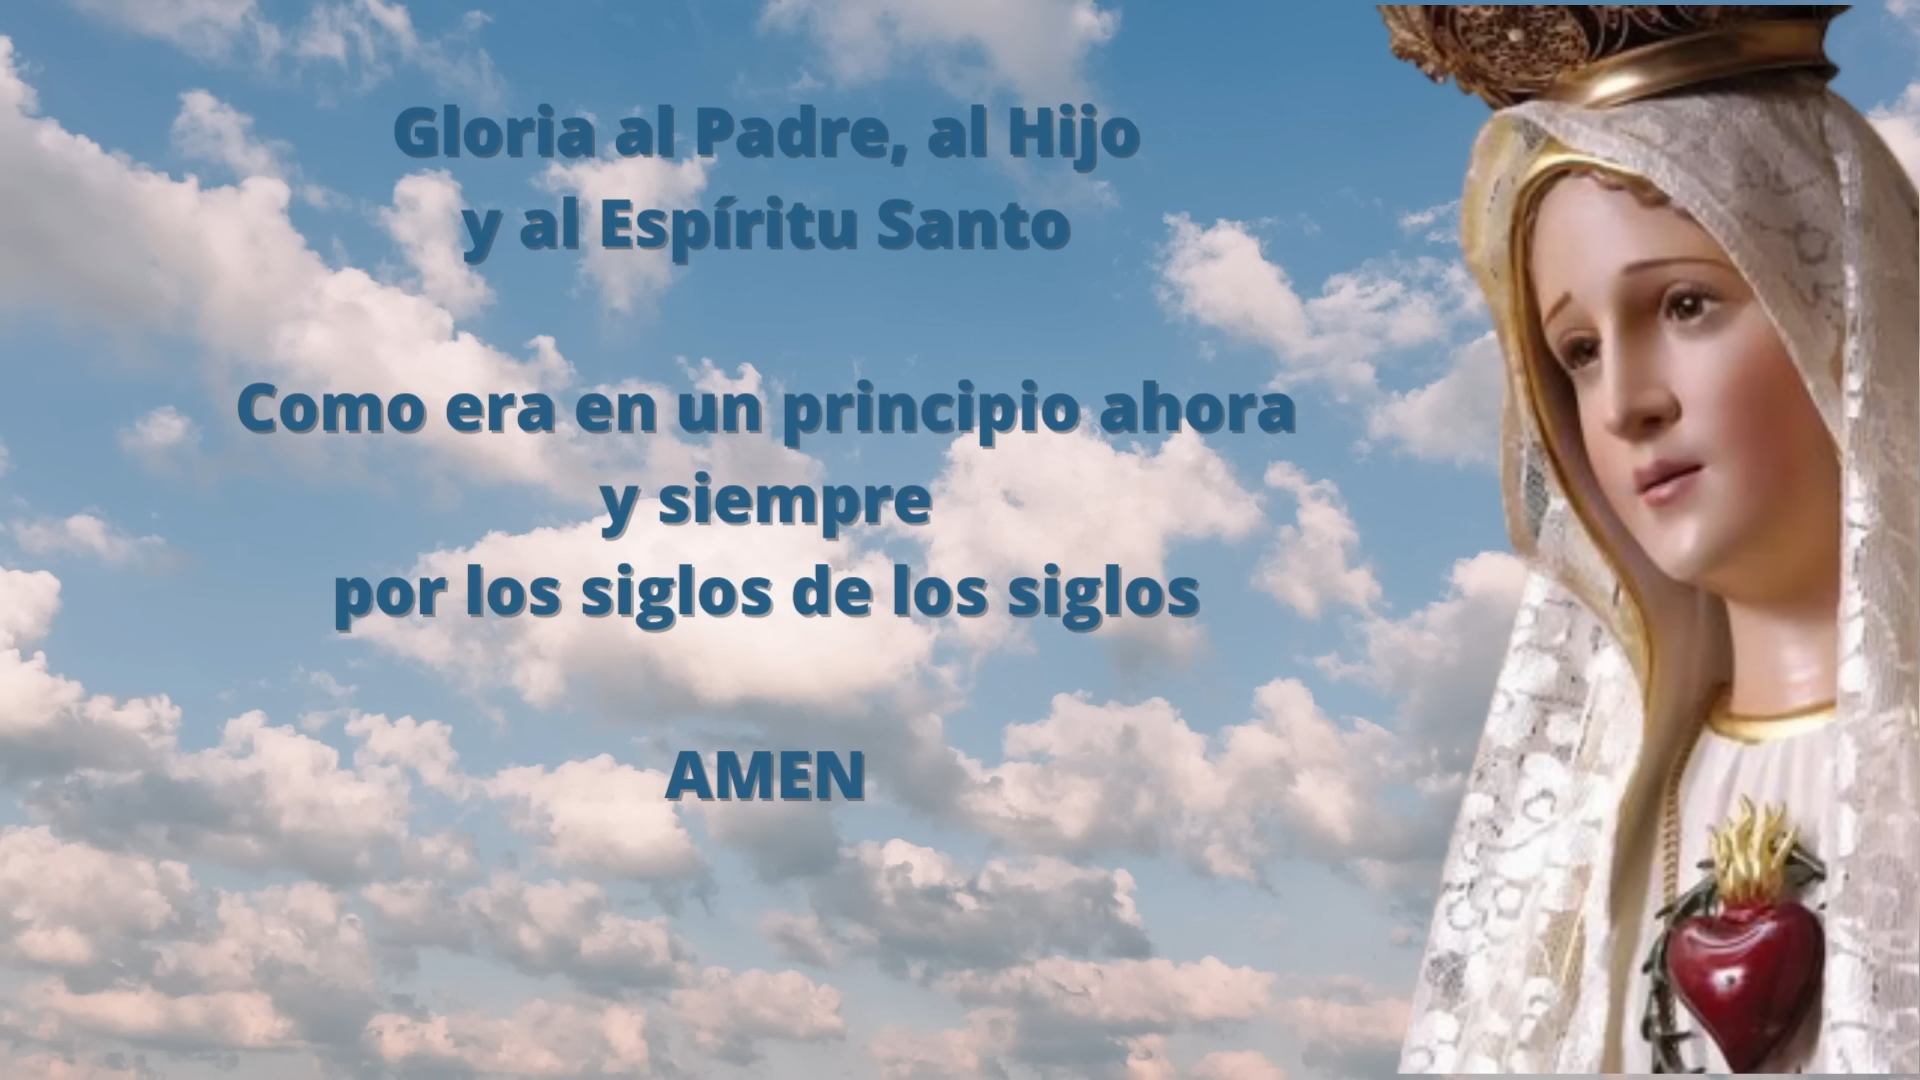 Gloria al Padre, al Hijo
y al Espíritu Santo
Como era en un principio ahora
y siempre
por los siglos de los siglos
AMEN